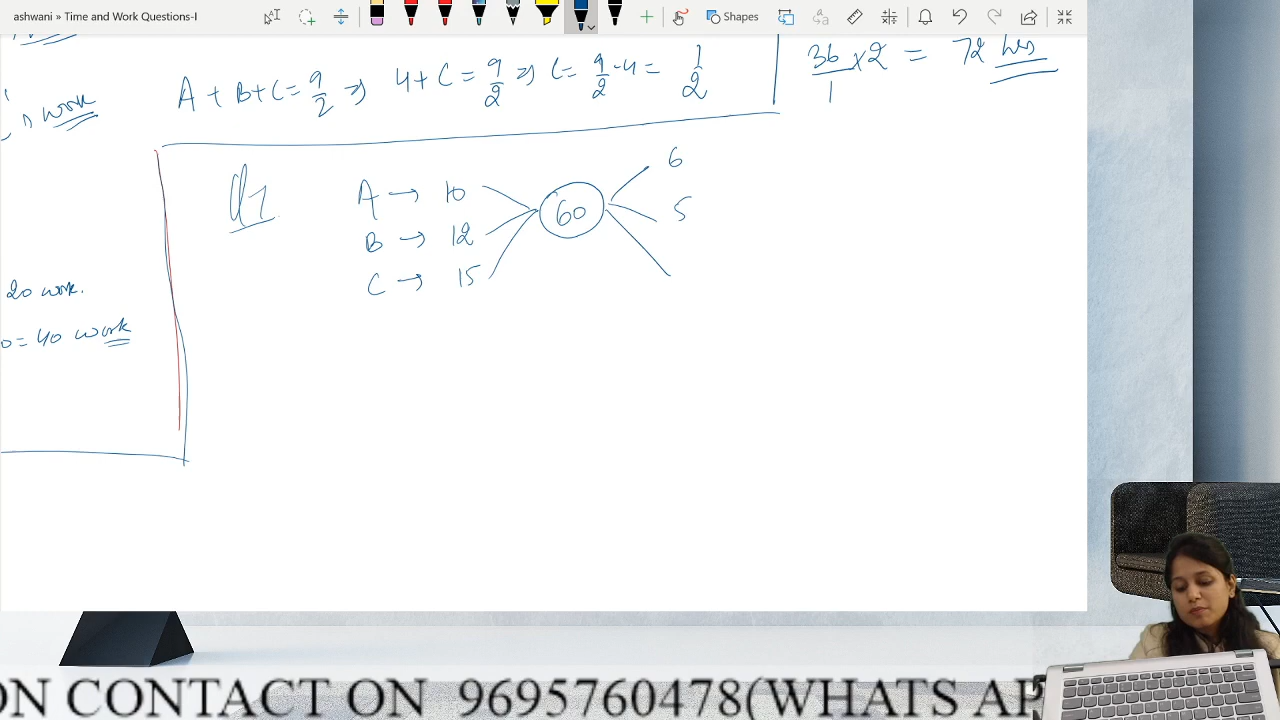 ashwani » Time and Work Questions-I
Shapes
work
A + B + C = 9/2 ⇒ 4 + C = 9/2 ⇒ C = 9/2 - 4 = 1/2
36/1 × 2 = 72 hrs
A → 10
B → 12
C → 15
60
6
5
20 work.
0 = 40 work
ON CONTACT ON 9695760478(WHATS AP